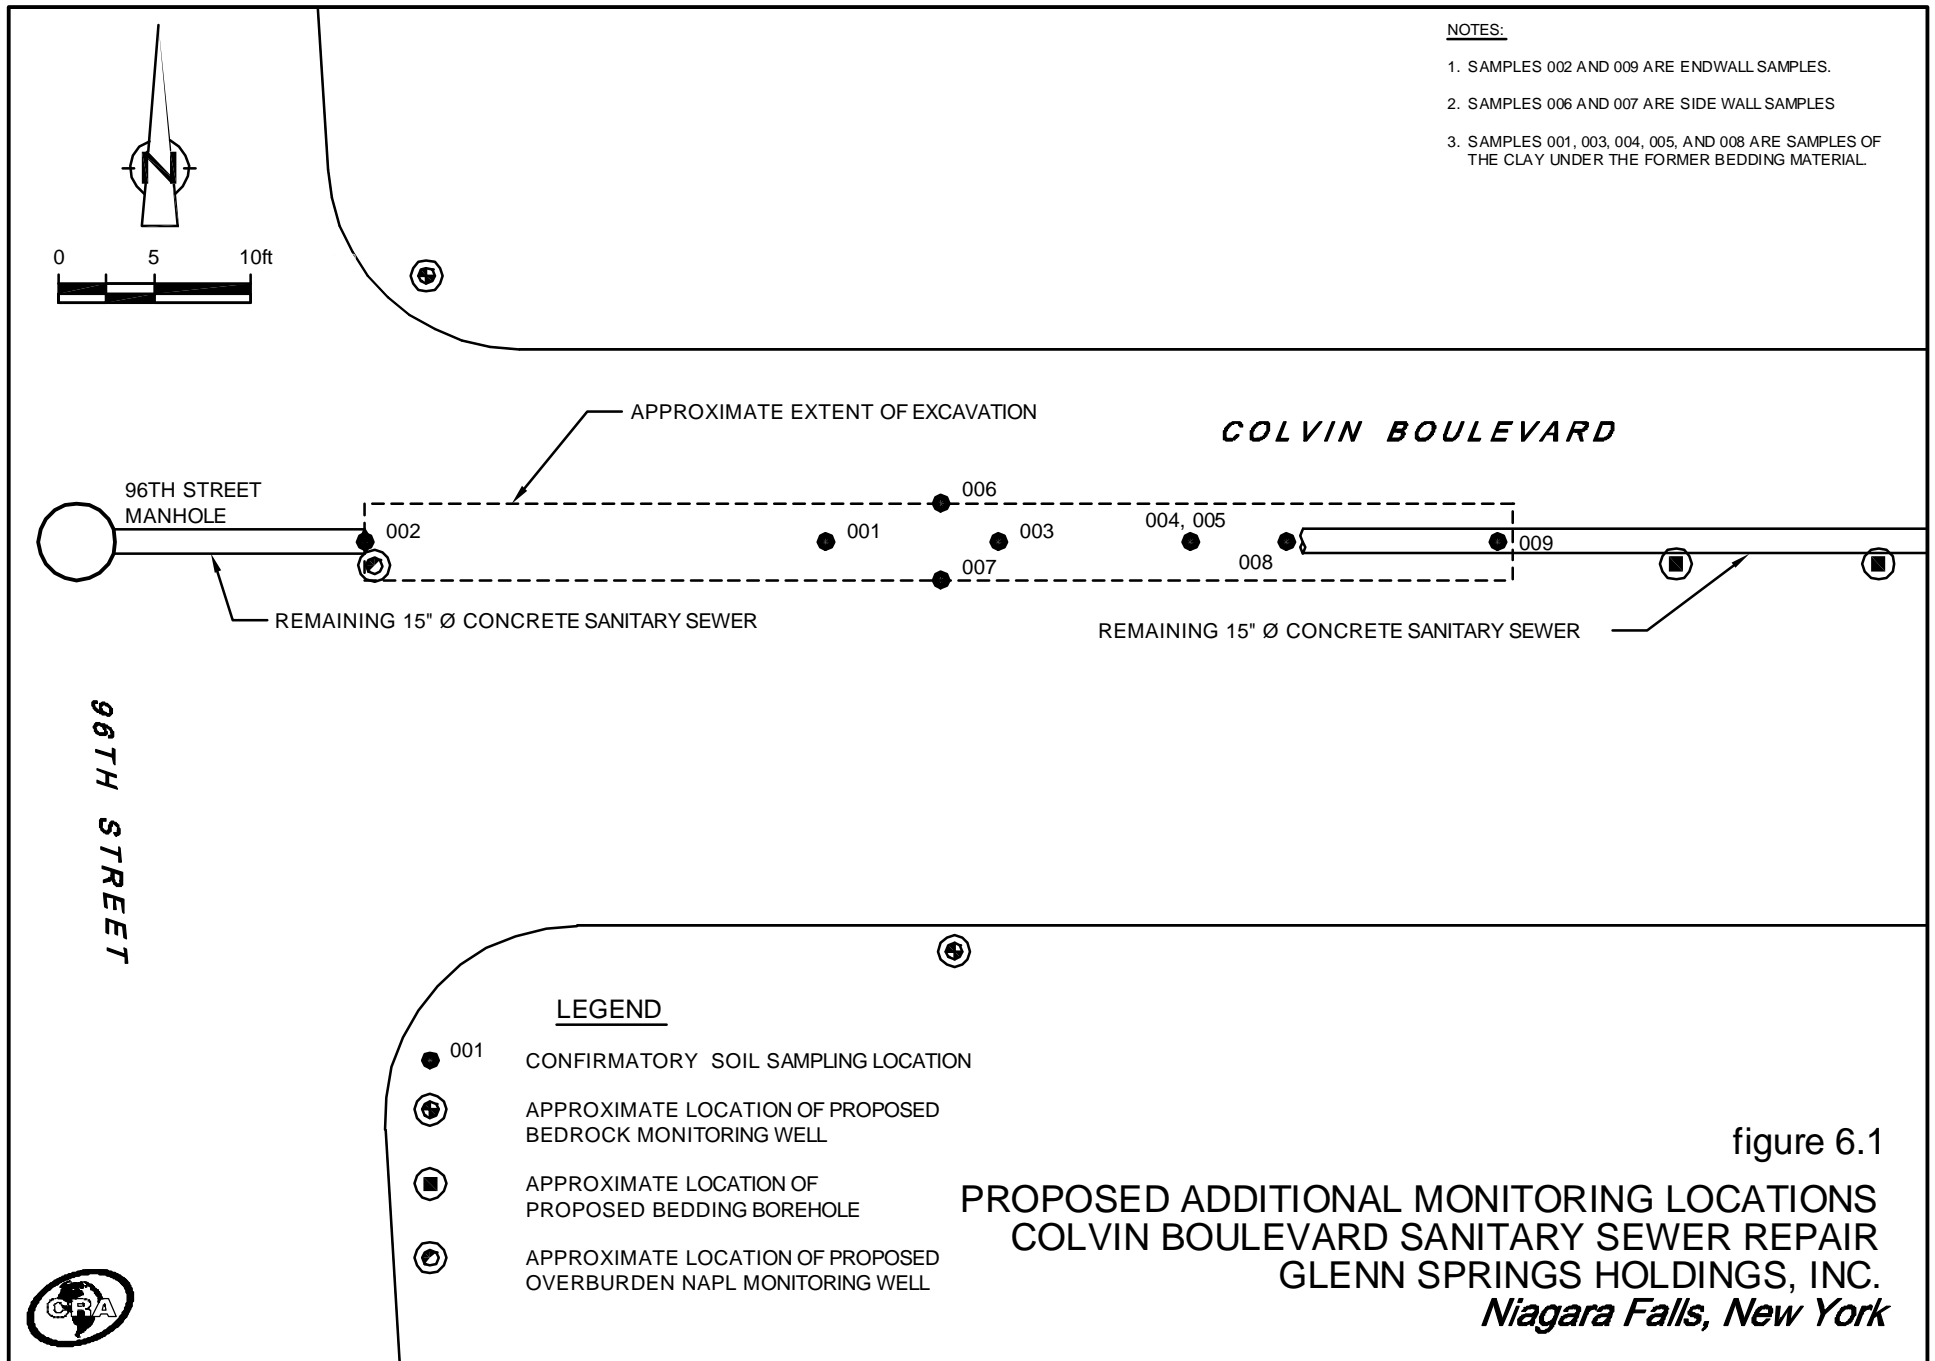 NOTES:
1. SAMPLES 002 AND 009 ARE ENDWALL SAMPLES.
2. SAMPLES 006 AND 007 ARE SIDE WALL SAMPLES
3. SAMPLES 001, 003, 004, 005, AND 008 ARE SAMPLES OF
THE CLAY UNDER THE FORMER BEDDING MATERIAL.
N
0 5 10ft
APPROXIMATE EXTENT OF EXCAVATION
COLVIN BOULEVARD
96TH STREET
MANHOLE
002
001
006
003
007
004, 005
008
009
REMAINING 15" Ø CONCRETE SANITARY SEWER
REMAINING 15" Ø CONCRETE SANITARY SEWER
96TH STREET
LEGEND
001 CONFIRMATORY SOIL SAMPLING LOCATION
APPROXIMATE LOCATION OF PROPOSED
BEDROCK MONITORING WELL
APPROXIMATE LOCATION OF
PROPOSED BEDDING BOREHOLE
APPROXIMATE LOCATION OF PROPOSED
OVERBURDEN NAPL MONITORING WELL
figure 6.1
PROPOSED ADDITIONAL MONITORING LOCATIONS
COLVIN BOULEVARD SANITARY SEWER REPAIR
GLENN SPRINGS HOLDINGS, INC.
Niagara Falls, New York
CRA